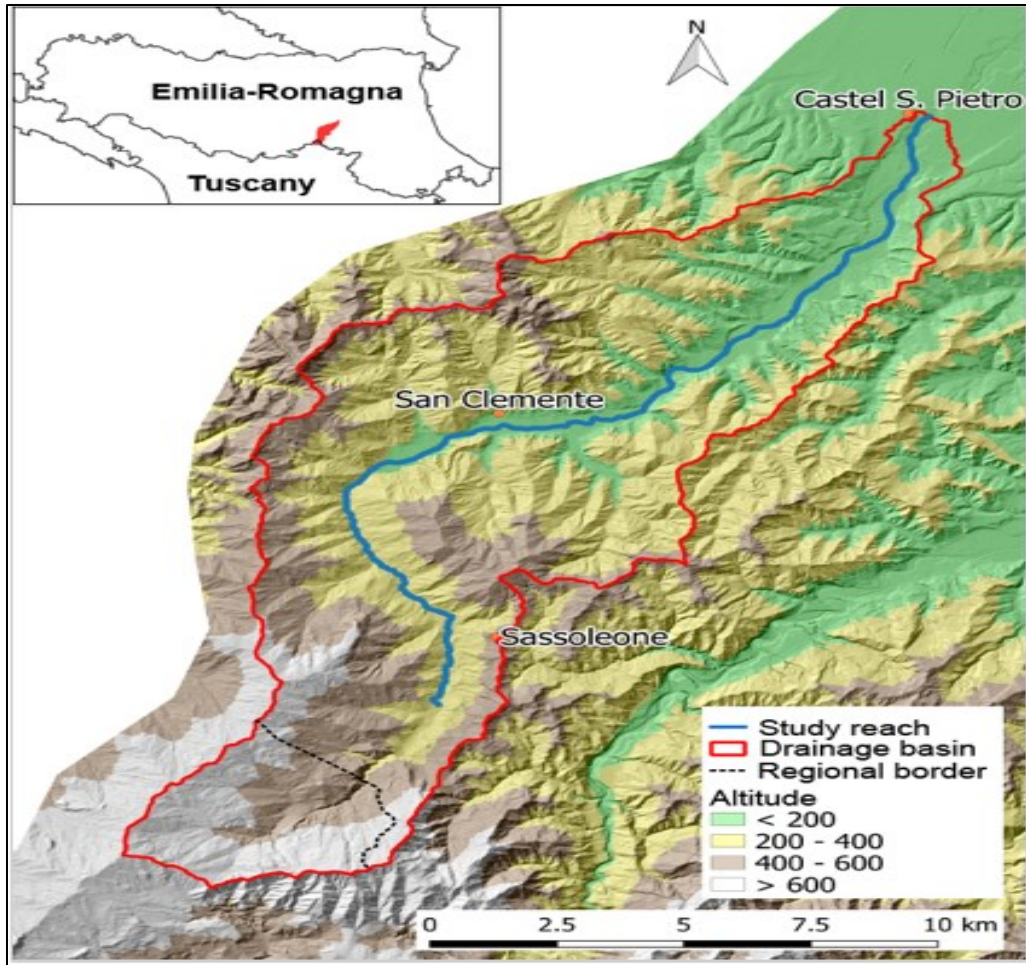 Emilia-Romagna
Tuscany
N
Castel S. Pietro
San Clemente
Sassoleone
Study reach
Drainage basin
Regional border
Altitude
< 200
200 - 400
400 - 600
> 600
0 2.5 5 7.5 10 km